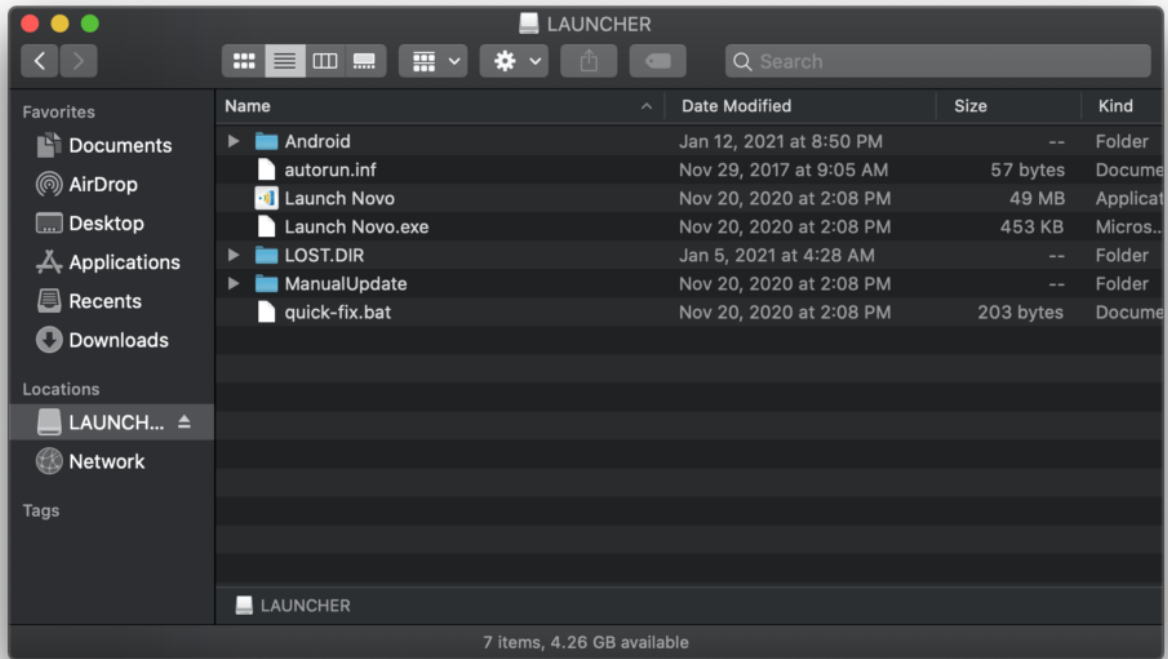 LAUNCHER
Search
Favorites
Documents
AirDrop
Desktop
Applications
Recents
Downloads
Locations
LAUNCH...
Network
Tags
Name Date Modified Size Kind
Android Jan 12, 2021 at 8:50 PM -- Folder
autorun.inf Nov 29, 2017 at 9:05 AM 57 bytes Docume
Launch Novo Nov 20, 2020 at 2:08 PM 49 MB Applicat
Launch Novo.exe Nov 20, 2020 at 2:08 PM 453 KB Micros...
LOST.DIR Jan 5, 2021 at 4:28 AM -- Folder
ManualUpdate Nov 20, 2020 at 2:08 PM -- Folder
quick-fix.bat Nov 20, 2020 at 2:08 PM 203 bytes Docume
LAUNCHER
7 items, 4.26 GB available